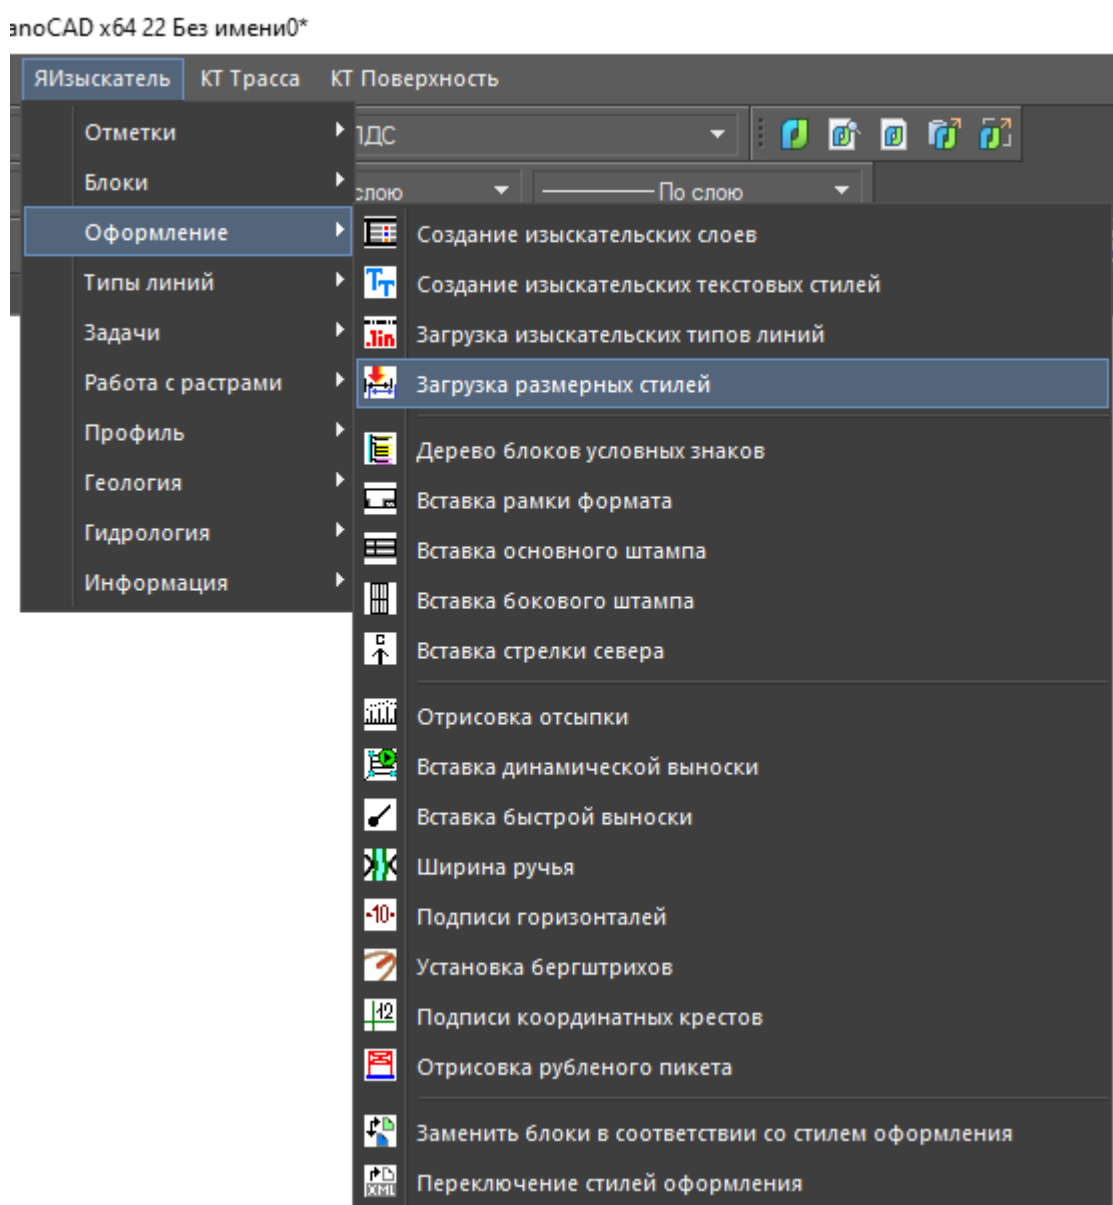 anoCAD x64 22 Без имени0*
ЯИзыскатель КТ Трасса КТ Поверхность
Отметки
ПДС
Блоки
слою По слою
Оформление
Типы линий
Задачи
Работа с растрами
Профиль
Геология
Гидрология
Информация
Создание изыскательских слоев
Создание изыскательских текстовых стилей
Загрузка изыскательских типов линий
Загрузка размерных стилей
Дерево блоков условных знаков
Вставка рамки формата
Вставка основного штампа
Вставка бокового штампа
Вставка стрелки севера
Отрисовка отсыпки
Вставка динамической выноски
Вставка быстрой выноски
Ширина ручья
Подписи горизонталей
Установка бергштрихов
Подписи координатных крестов
Отрисовка рубленого пикета
Заменить блоки в соответствии со стилем оформления
Переключение стилей оформления